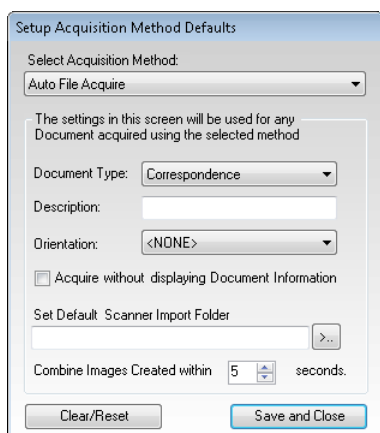 Setup Acquisition Method Defaults
Select Acquisition Method:
Auto File Acquire
The settings in this screen will be used for any
Document acquired using the selected method
Document Type: Correspondence
Description:
Orientation: <NONE>
Acquire without displaying Document Information
Set Default Scanner Import Folder
>..
Combine Images Created within 5 seconds.
Clear/Reset Save and Close